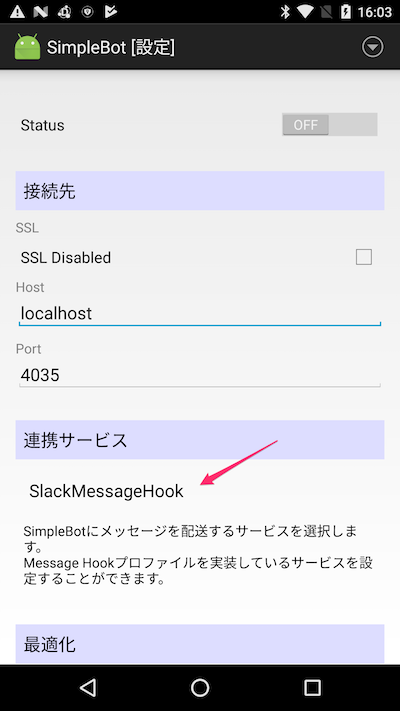 16:03
SimpleBot [設定]
Status
OFF
接続先
SSL
SSL Disabled
Host
localhost
Port
4035
連携サービス
SlackMessageHook
SimpleBotにメッセージを配送するサービスを選択しま
す。
Message Hookプロファイルを実装しているサービスを設
定することができます。
最適化